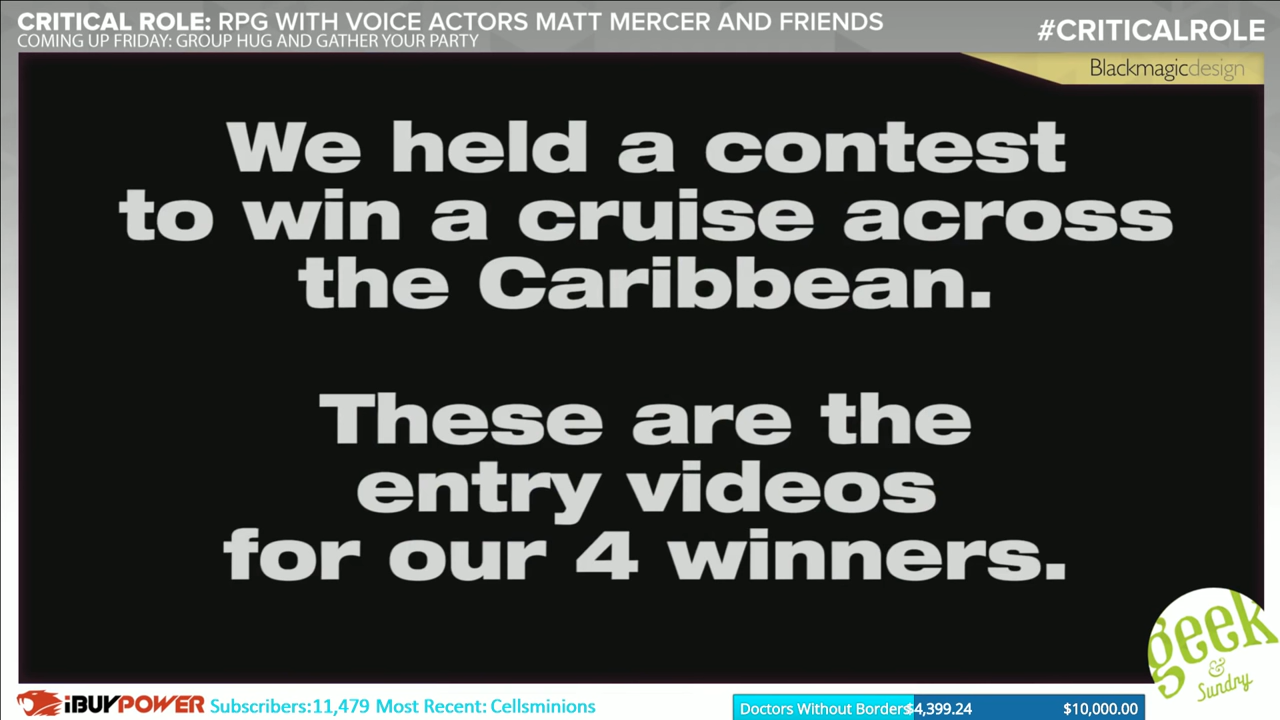 CRITICAL ROLE: RPG WITH VOICE ACTORS MATT MERCER AND FRIENDS
COMING UP FRIDAY: GROUP HUG AND GATHER YOUR PARTY
#CRITICALROLE
Blackmagicdesign
We held a contest
to win a cruise across
the Caribbean.
These are the
entry videos
for our 4 winners.
geek
&
Sundry
iBUYPOWER
Subscribers:11,479 Most Recent: Cellsminions
Doctors Without Borders $4,399.24 $10,000.00